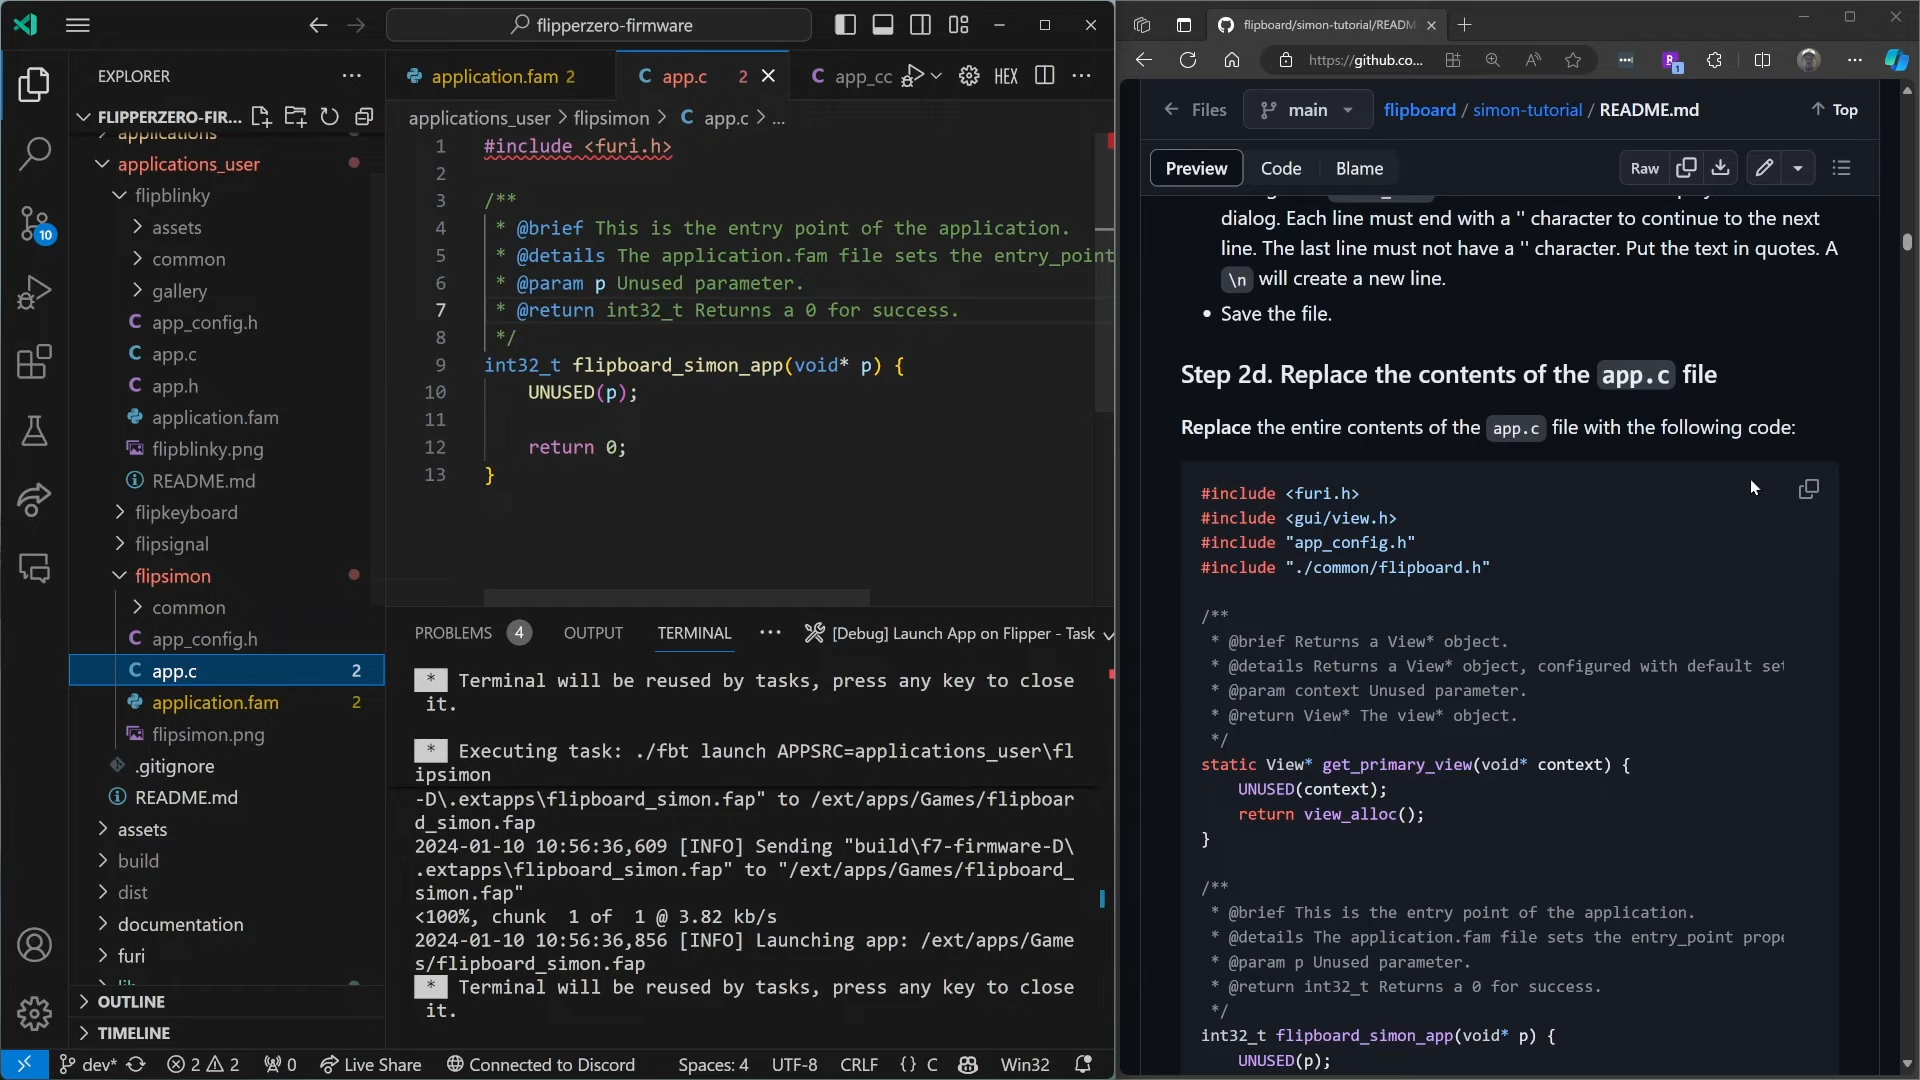 flipperzero-firmware
EXPLORER
FLIPPERZERO-FIR...
applications
applications_user
flipblinky
assets
common
gallery
C app_config.h
C app.c
C app.h
application.fam
flipblinky.png
README.md
flipkeyboard
flipsignal
flipsimon
common
C app_config.h
C app.c 2
application.fam 2
flipsimon.png
.gitignore
README.md
assets
build
dist
documentation
furi
lib
OUTLINE
TIMELINE
10
application.fam 2
C app.c 2
C app_cc
HEX
applications_user > flipsimon > C app.c > ...
1 #include <furi.h>
2
3 /**
4 * @brief This is the entry point of the application.
5 * @details The application.fam file sets the entry_point
6 * @param p Unused parameter.
7 * @return int32_t Returns a 0 for success.
8 */
9 int32_t flipboard_simon_app(void* p) {
10 UNUSED(p);
11
12 return 0;
13 }
PROBLEMS 4 OUTPUT TERMINAL ... [Debug] Launch App on Flipper - Task
* Terminal will be reused by tasks, press any key to close
it.
* Executing task: ./fbt launch APPSRC=applications_user\fl
ipsimon
-D\.extapps\flipboard_simon.fap" to /ext/apps/Games/flipboar
d_simon.fap
2024-01-10 10:56:36,609 [INFO] Sending "build\f7-firmware-D\
.extapps\flipboard_simon.fap" to "/ext/apps/Games/flipboard_
simon.fap"
<100%, chunk 1 of 1 @ 3.82 kb/s
2024-01-10 10:56:36,856 [INFO] Launching app: /ext/apps/Game
s/flipboard_simon.fap
* Terminal will be reused by tasks, press any key to close
it.
dev* 2 2 0 Live Share Connected to Discord Spaces: 4 UTF-8 CRLF {} C Win32
flipboard/simon-tutorial/READM
https://github.co...
1
Files main flipboard / simon-tutorial / README.md Top
Preview Code Blame Raw
dialog. Each line must end with a '' character to continue to the next
line. The last line must not have a '' character. Put the text in quotes. A
\n will create a new line.
• Save the file.
Step 2d. Replace the contents of the app.c file
Replace the entire contents of the app.c file with the following code:
#include <furi.h>
#include <gui/view.h>
#include "app_config.h"
#include "./common/flipboard.h"
/**
* @brief Returns a View* object.
* @details Returns a View* object, configured with default set
* @param context Unused parameter.
* @return View* The view* object.
*/
static View* get_primary_view(void* context) {
UNUSED(context);
return view_alloc();
}
/**
* @brief This is the entry point of the application.
* @details The application.fam file sets the entry_point prope
* @param p Unused parameter.
* @return int32_t Returns a 0 for success.
*/
int32_t flipboard_simon_app(void* p) {
UNUSED(p);